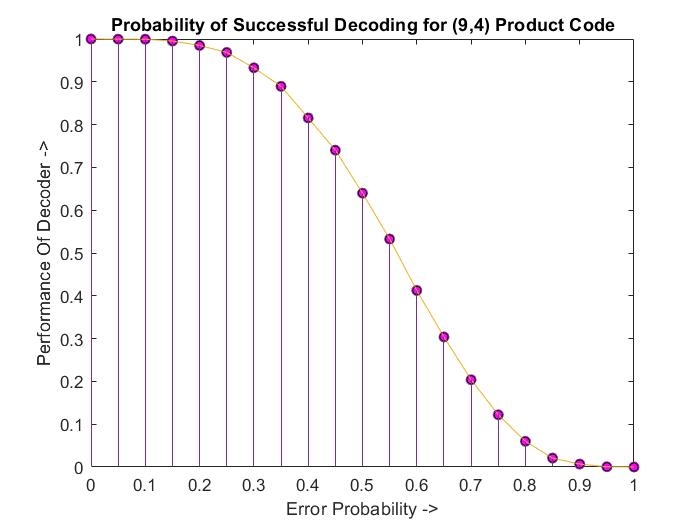 Probability of Successful Decoding for (9,4) Product Code
1
0.9
0.8
0.7
0.6
0.5
0.4
0.3
0.2
0.1
0
Performance Of Decoder ->
0 0.1 0.2 0.3 0.4 0.5 0.6 0.7 0.8 0.9 1
Error Probability ->